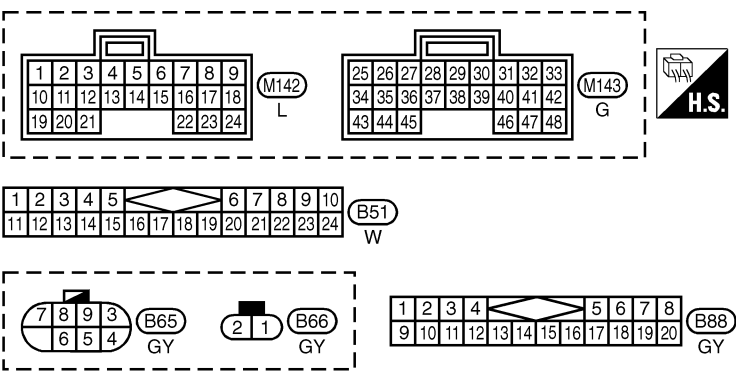 1 2 3 4 5 6 7 8 9
10 11 12 13 14 15 16 17 18
19 20 21 22 23 24
M142
L
25 26 27 28 29 30 31 32 33
34 35 36 37 38 39 40 41 42
43 44 45 46 47 48
M143
G
H.S.
1 2 3 4 5 6 7 8 9 10
11 12 13 14 15 16 17 18 19 20 21 22 23 24
B51
W
7 8 9 3
6 5 4
B65
GY
2 1
B66
GY
1 2 3 4 5 6 7 8
9 10 11 12 13 14 15 16 17 18 19 20
B88
GY